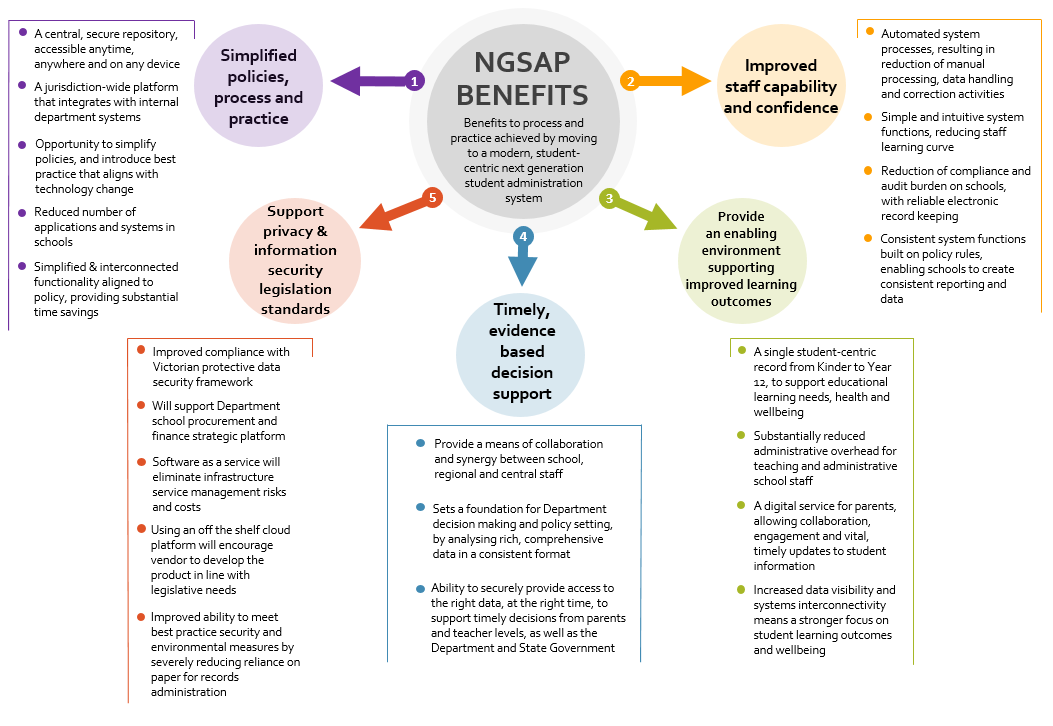 NGSAP
BENEFITS
Benefits to process and
practice achieved by moving
to a modern, student-
centric next generation
student administration
system
1
Simplified
policies,
process and
practice
A central, secure repository,
accessible anytime,
anywhere and on any device
A jurisdiction-wide platform
that integrates with internal
department systems
Opportunity to simplify
policies, and introduce best
practice that aligns with
technology change
Reduced number of
applications and systems in
schools
Simplified & interconnected
functionality aligned to
policy, providing substantial
time savings
2
Improved
staff capability
and confidence
Automated system
processes, resulting in
reduction of manual
processing, data handling
and correction activities
Simple and intuitive system
functions, reducing staff
learning curve
Reduction of compliance and
audit burden on schools,
with reliable electronic
record keeping
Consistent system functions
built on policy rules,
enabling schools to create
consistent reporting and
data
3
Provide
an enabling
environment
supporting
improved learning
outcomes
A single student-centric
record from Kinder to Year
12, to support educational
learning needs, health and
wellbeing
Substantially reduced
administrative overhead for
teaching and administrative
school staff
A digital service for parents,
allowing collaboration,
engagement and vital,
timely updates to student
information
Increased data visibility and
systems interconnectivity
means a stronger focus on
student learning outcomes
and wellbeing
4
Timely,
evidence
based
decision
support
Provide a means of collaboration
and synergy between school,
regional and central staff
Sets a foundation for Department
decision making and policy setting,
by analysing rich, comprehensive
data in a consistent format
Ability to securely provide access to
the right data, at the right time, to
support timely decisions from parents
and teacher levels, as well as the
Department and State Government
5
Support
privacy &
information
security
legislation
standards
Improved compliance with
Victorian protective data
security framework
Will support Department
school procurement and
finance strategic platform
Software as a service will
eliminate infrastructure
service management risks
and costs
Using an off the shelf cloud
platform will encourage
vendor to develop the
product in line with
legislative needs
Improved ability to meet
best practice security and
environmental measures by
severely reducing reliance on
paper for records
administration